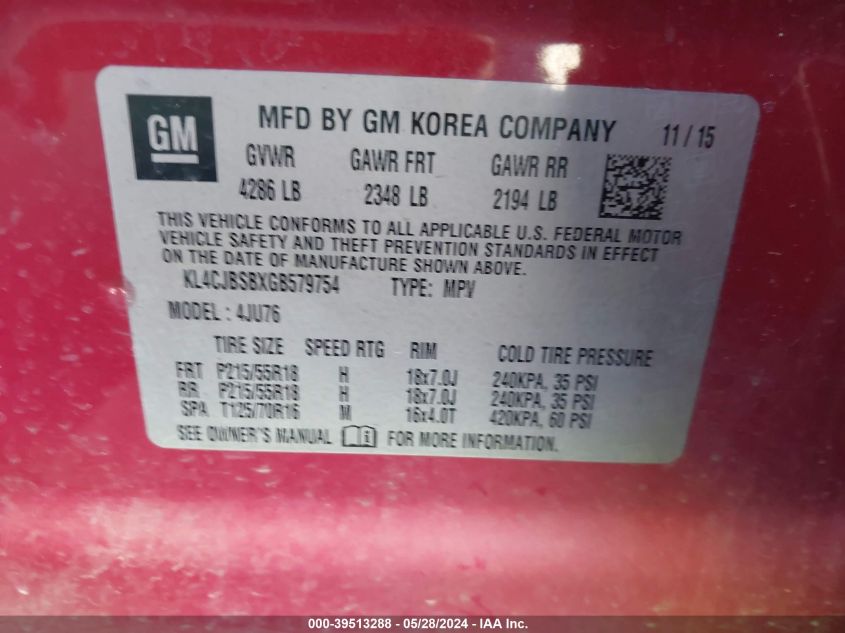 GM
MFD BY GM KOREA COMPANY 11 / 15
GVWR GAWR FRT GAWR RR
4286 LB 2348 LB 2194 LB
THIS VEHICLE CONFORMS TO ALL APPLICABLE U.S. FEDERAL MOTOR
VEHICLE SAFETY AND THEFT PREVENTION STANDARDS IN EFFECT
ON THE DATE OF MANUFACTURE SHOWN ABOVE.
KL4CJBSBXGB579754 TYPE: MPV
MODEL: 4JU76
TIRE SIZE SPEED RTG RIM COLD TIRE PRESSURE
FRT P215/55R18 H 18x7.0J 240KPA, 35 PSI
RR P215/55R18 H 18x7.0J 240KPA, 35 PSI
SPA T125/70R16 M 16x4.0T 420KPA, 60 PSI
SEE OWNER'S MANUAL FOR MORE INFORMATION.
000-39513288 - 05/28/2024 - IAA Inc.